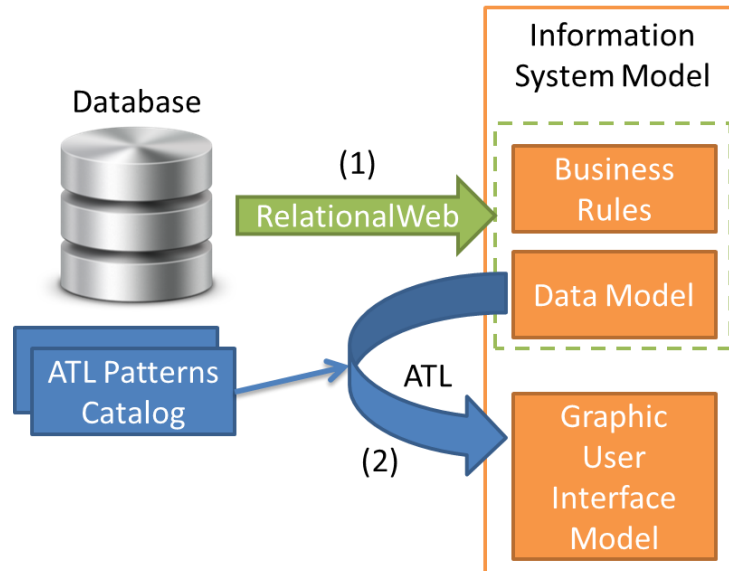 Information
System Model
Database
(1)
RelationalWeb
Business
Rules
Data Model
ATL Patterns
Catalog
ATL
(2)
Graphic
User
Interface
Model